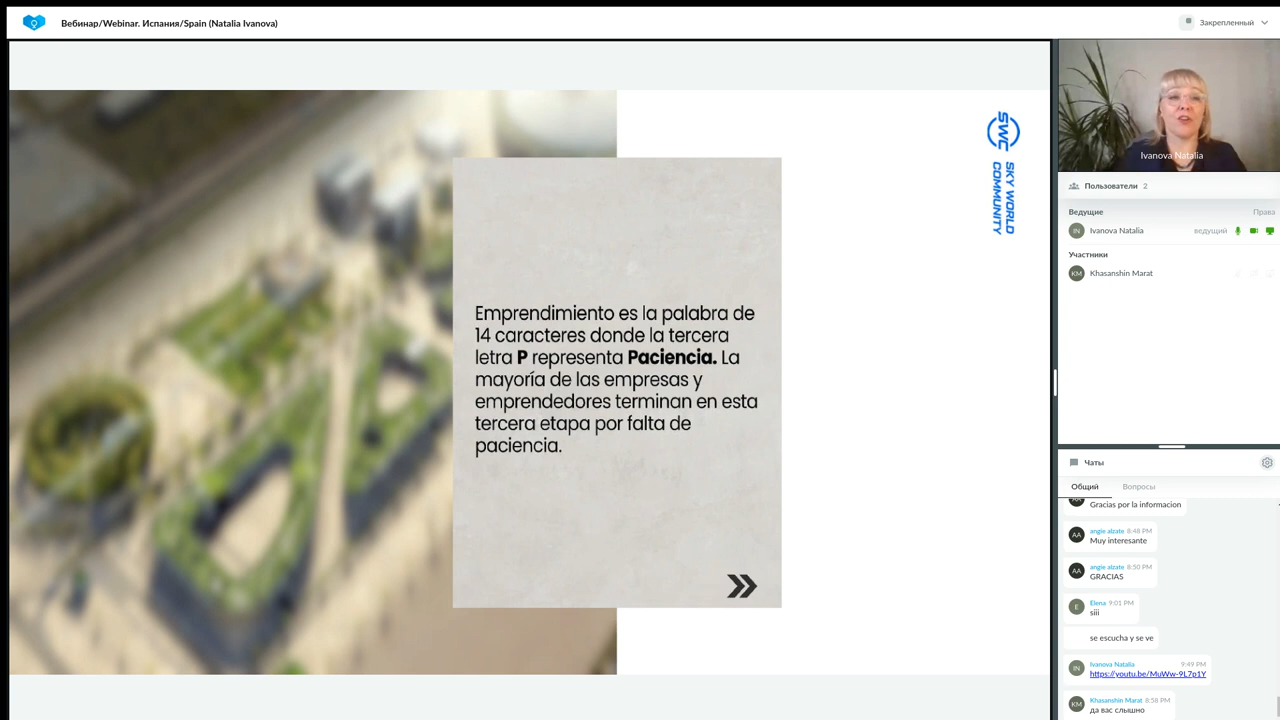 Вебинар/Webinar. Испания/Spain (Natalia Ivanova)
Закрепленный
SWC
SKY WORLD
COMMUNITY
Emprendimiento es la palabra de
14 caracteres donde la tercera
letra P representa Paciencia. La
mayoría de las empresas y
emprendedores terminan en esta
tercera etapa por falta de
paciencia.
Ivanova Natalia
Пользователи 2
Ведущие Права
IN Ivanova Natalia ведущий
Участники
KM Khasanshin Marat
Чаты
Общий Вопросы
Gracias por la informacion
AA angie alzate 8:48 PM
Muy interesante
AA angie alzate 8:50 PM
GRACIAS
E Elena 9:01 PM
siii
se escucha y se ve
IN Ivanova Natalia 9:49 PM
https://youtu.be/MuWw-9L7p1Y
KM Khasanshin Marat 8:58 PM
да вас слышно